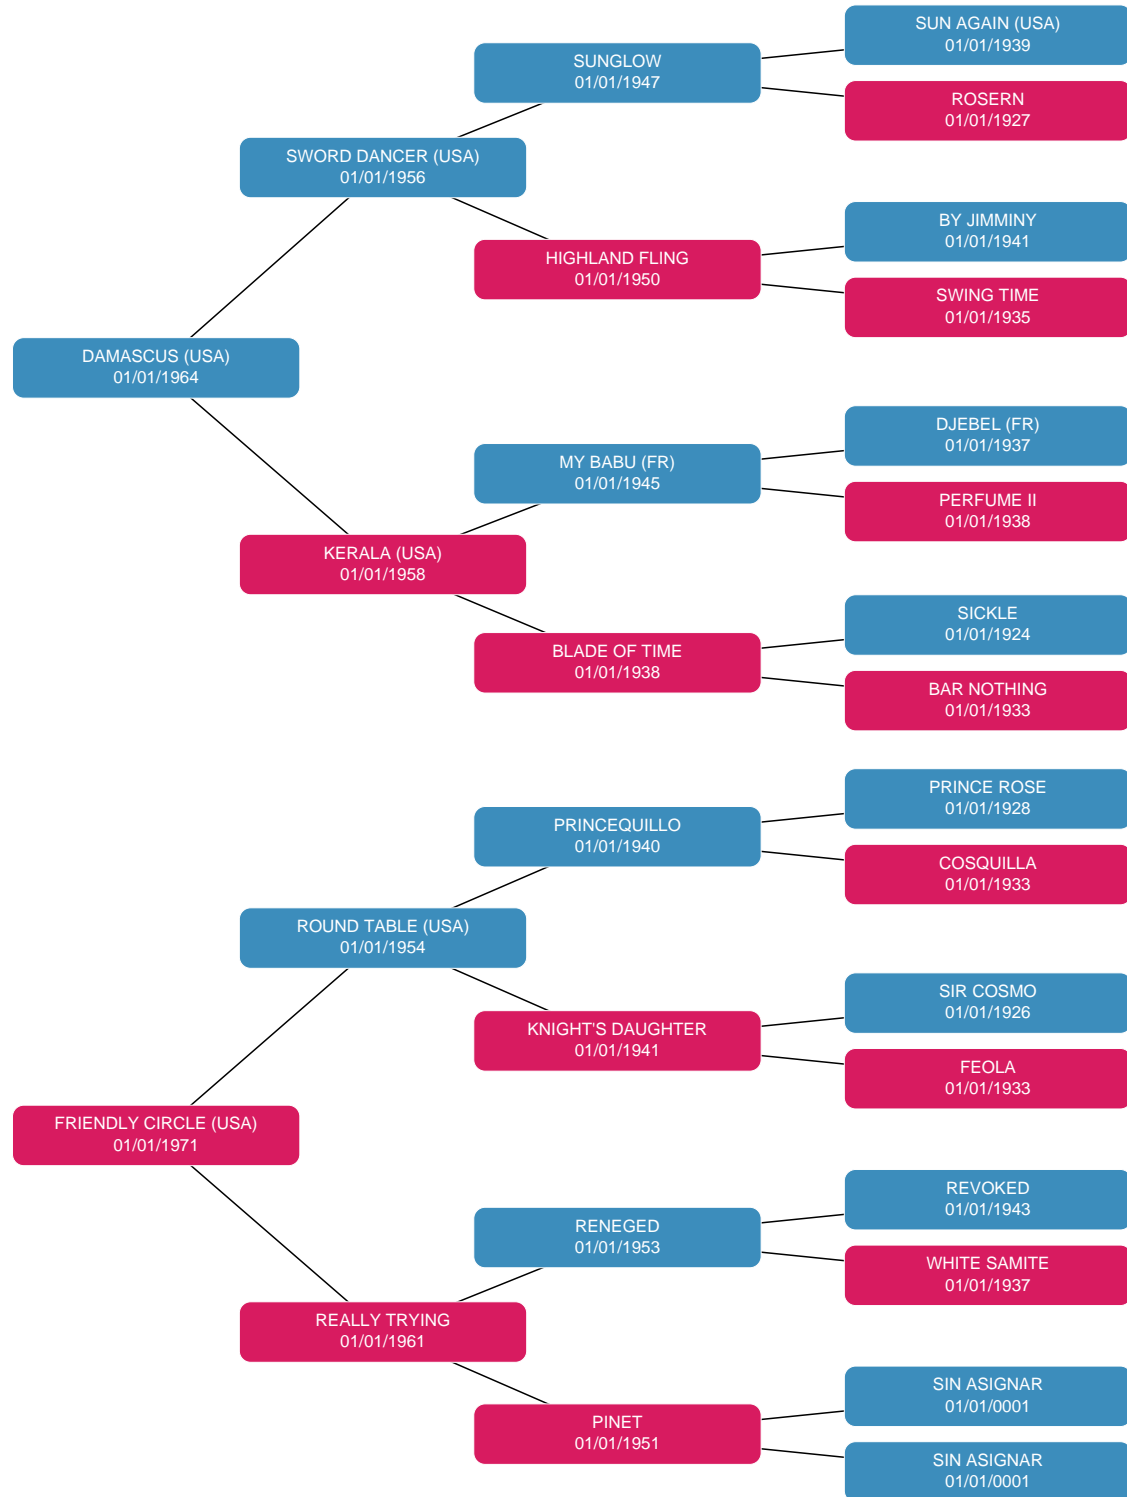 SUN AGAIN (USA)
01/01/1939
SUNGLOW
01/01/1947
ROSERN
01/01/1927
SWORD DANCER (USA)
01/01/1956
BY JIMMINY
01/01/1941
HIGHLAND FLING
01/01/1950
SWING TIME
01/01/1935
DAMASCUS (USA)
01/01/1964
DJEBEL (FR)
01/01/1937
MY BABU (FR)
01/01/1945
PERFUME II
01/01/1938
KERALA (USA)
01/01/1958
SICKLE
01/01/1924
BLADE OF TIME
01/01/1938
BAR NOTHING
01/01/1933
PRINCE ROSE
01/01/1928
PRINCEQUILLO
01/01/1940
COSQUILLA
01/01/1933
ROUND TABLE (USA)
01/01/1954
SIR COSMO
01/01/1926
KNIGHT'S DAUGHTER
01/01/1941
FEOLA
01/01/1933
FRIENDLY CIRCLE (USA)
01/01/1971
REVOKED
01/01/1943
RENEGED
01/01/1953
WHITE SAMITE
01/01/1937
REALLY TRYING
01/01/1961
SIN ASIGNAR
01/01/0001
PINET
01/01/1951
SIN ASIGNAR
01/01/0001